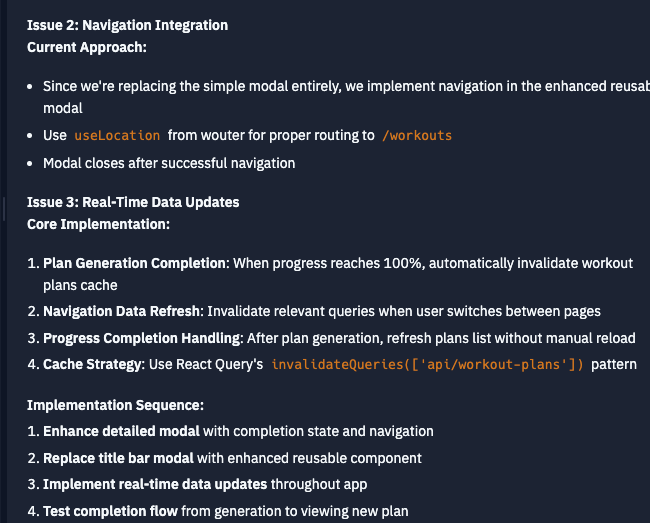 Issue 2: Navigation Integration
Current Approach:
• Since we're replacing the simple modal entirely, we implement navigation in the enhanced reusab
modal
• Use useLocation from wouter for proper routing to /workouts
• Modal closes after successful navigation
Issue 3: Real-Time Data Updates
Core Implementation:
1. Plan Generation Completion: When progress reaches 100%, automatically invalidate workout
plans cache
2. Navigation Data Refresh: Invalidate relevant queries when user switches between pages
3. Progress Completion Handling: After plan generation, refresh plans list without manual reload
4. Cache Strategy: Use React Query's invalidateQueries(['api/workout-plans']) pattern
Implementation Sequence:
1. Enhance detailed modal with completion state and navigation
2. Replace title bar modal with enhanced reusable component
3. Implement real-time data updates throughout app
4. Test completion flow from generation to viewing new plan